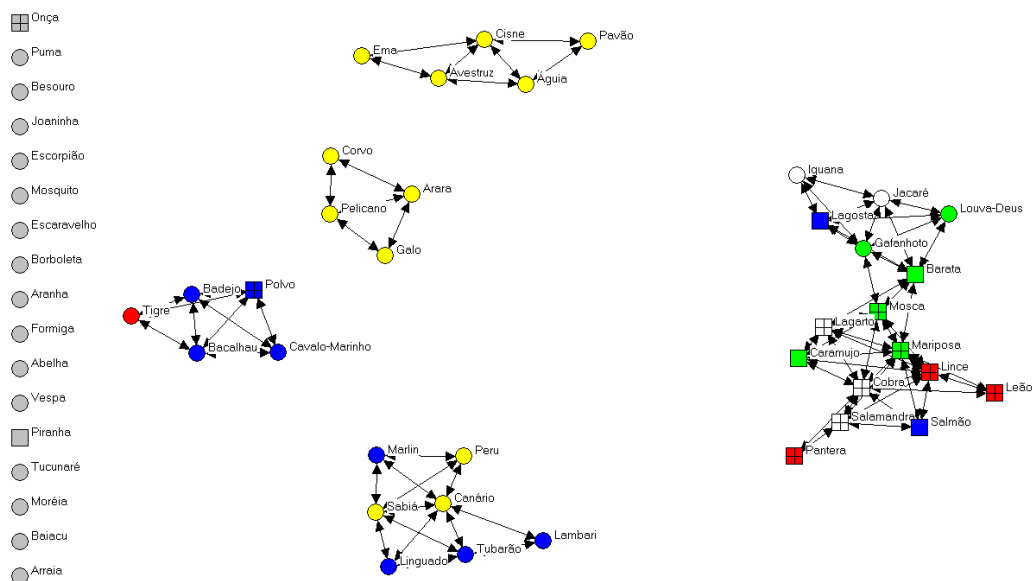 Onça
Puma
Besouro
Joaninha
Escorpião
Mosquito
Escaravelho
Borboleta
Aranha
Formiga
Abelha
Vespa
Piranha
Tucunaré
Moréia
Baiacu
Arraia
Cisne
Pavão
Ema
Avestruz
Águia
Corvo
Arara
Pelicano
Galo
Badejo
Polvo
Tigre
Bacalhau
Cavalo-Marinho
Marlin
Peru
Sabiá
Canário
Lambari
Tubarão
Linguado
Iguana
Jacaré
Lagosta
Louva-Deus
Gafanhoto
Barata
Mosca
Lagarto
Mariposa
Caramujo
Lince
Cobra
Leão
Salamandra
Salmão
Pantera